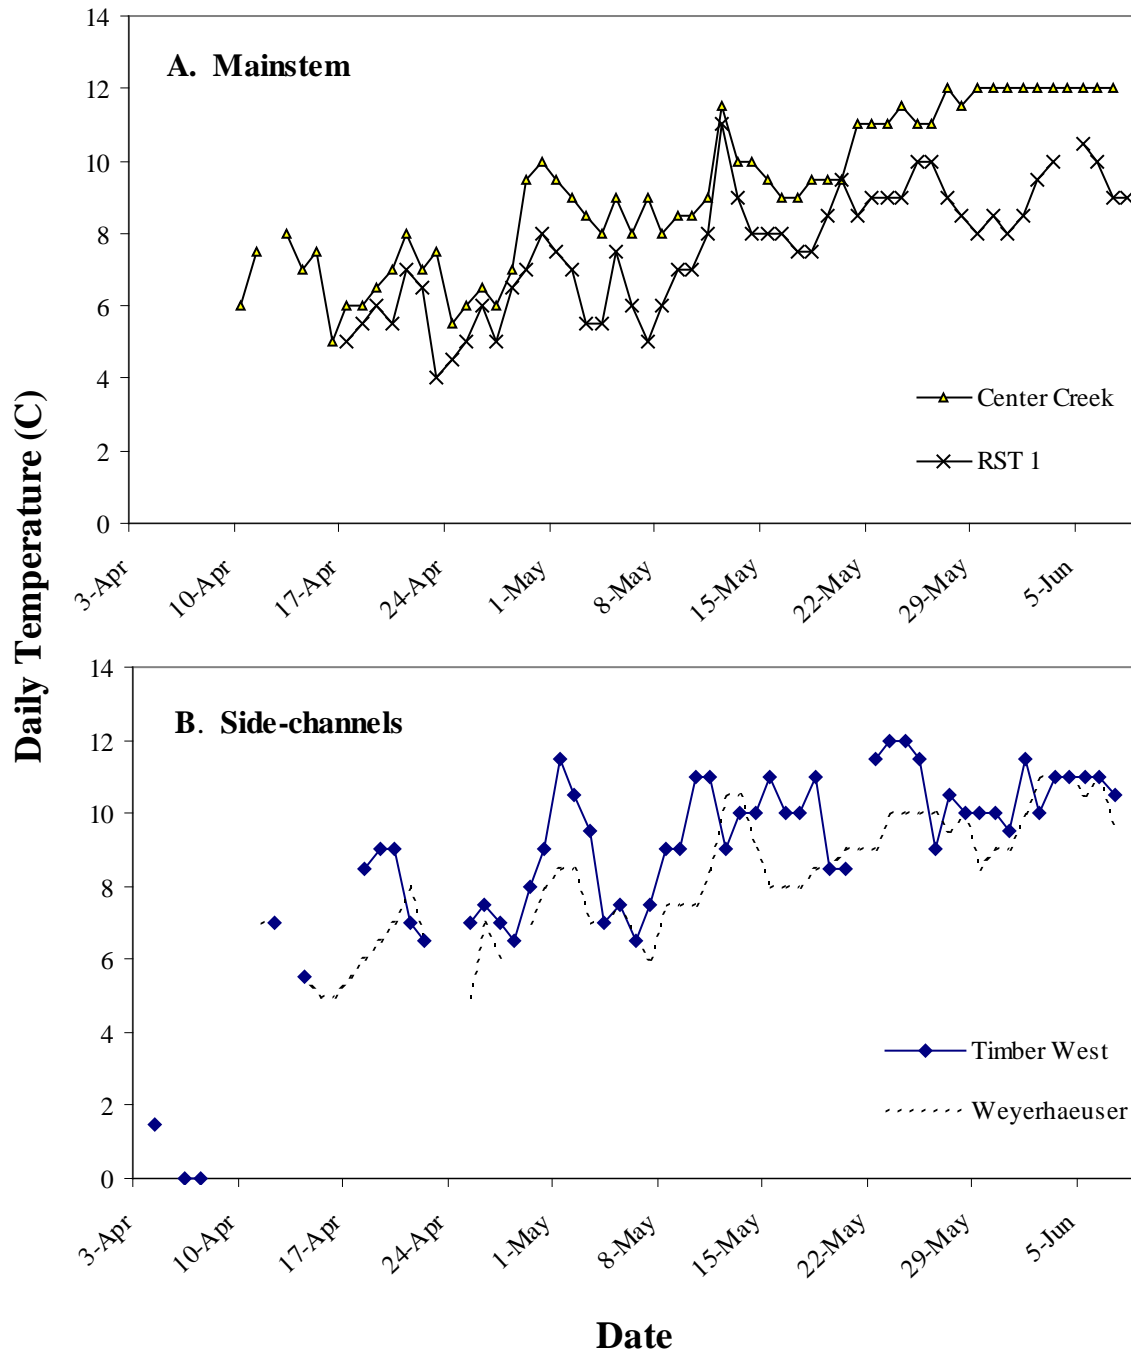 14
A. Mainstem
12
10
8
6
4
2
0
Center Creek
RST 1
3-Apr
10-Apr
17-Apr
24-Apr
1-May
8-May
15-May
22-May
29-May
5-Jun
Daily Temperature (C)
14
B. Side-channels
12
10
8
6
4
2
0
Timber West
Weyerhaeuser
3-Apr
10-Apr
17-Apr
24-Apr
1-May
8-May
15-May
22-May
29-May
5-Jun
Date